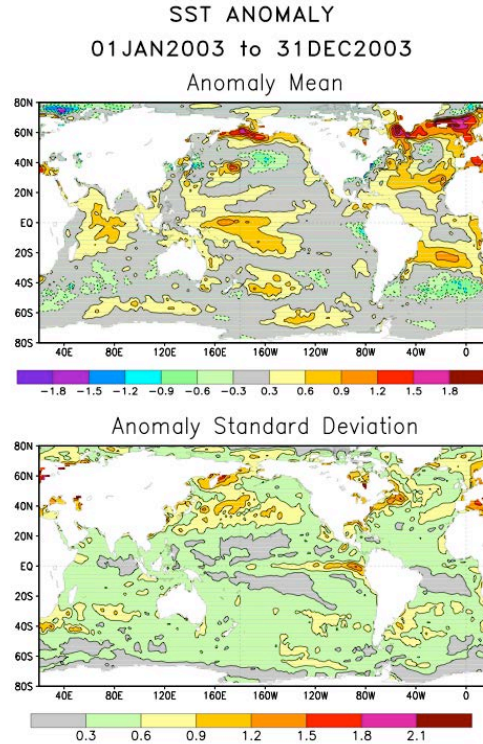 SST ANOMALY
01JAN2003 to 31DEC2003
Anomaly Mean
80N
60N
40N
20N
EQ
20S
40S
60S
80S
40E 80E 120E 160E 160W 120W 80W 40W 0
-1.8 -1.5 -1.2 -0.9 -0.6 -0.3 0.3 0.6 0.9 1.2 1.5 1.8
Anomaly Standard Deviation
80N
60N
40N
20N
EQ
20S
40S
60S
80S
40E 80E 120E 160E 160W 120W 80W 40W 0
0.3 0.6 0.9 1.2 1.5 1.8 2.1